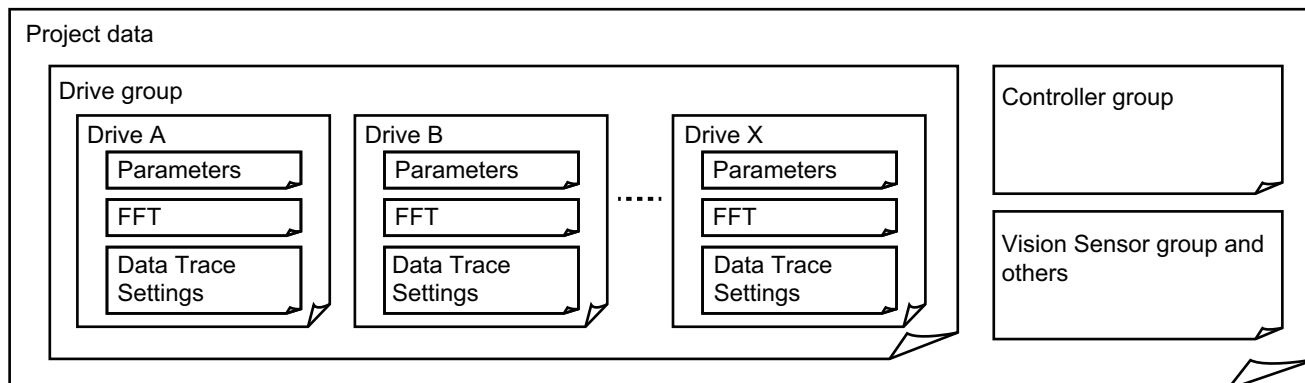 Project data
Drive group
Drive A
Parameters
FFT
Data Trace
Settings
Drive B
Parameters
FFT
Data Trace
Settings
Drive X
Parameters
FFT
Data Trace
Settings
Controller group
Vision Sensor group and
others